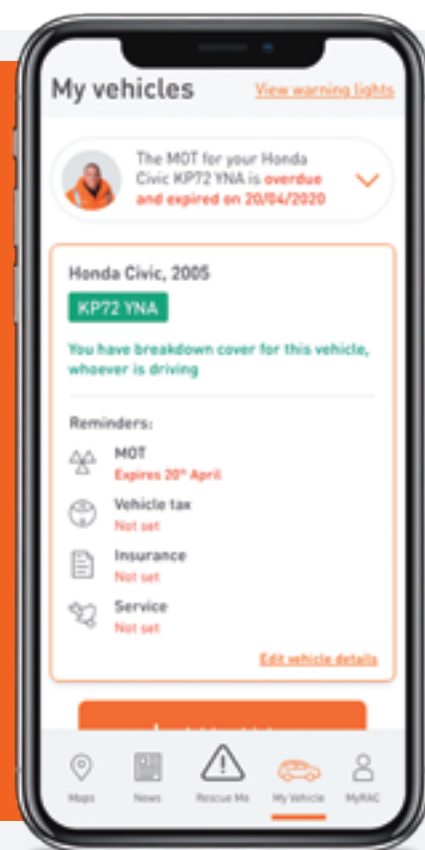 My vehicles
View warning lights
The MOT for your Honda
Civic KP72 YNA is overdue
and expired on 20/04/2020
Honda Civic, 2005
KP72 YNA
You have breakdown cover for this vehicle,
whoever is driving
Reminders:
MOT
Expires 20ᵗʰ April
Vehicle tax
Not set
Insurance
Not set
Service
Not set
Edit vehicle details
Maps
News
Rescue Me
My Vehicle
MyRAC